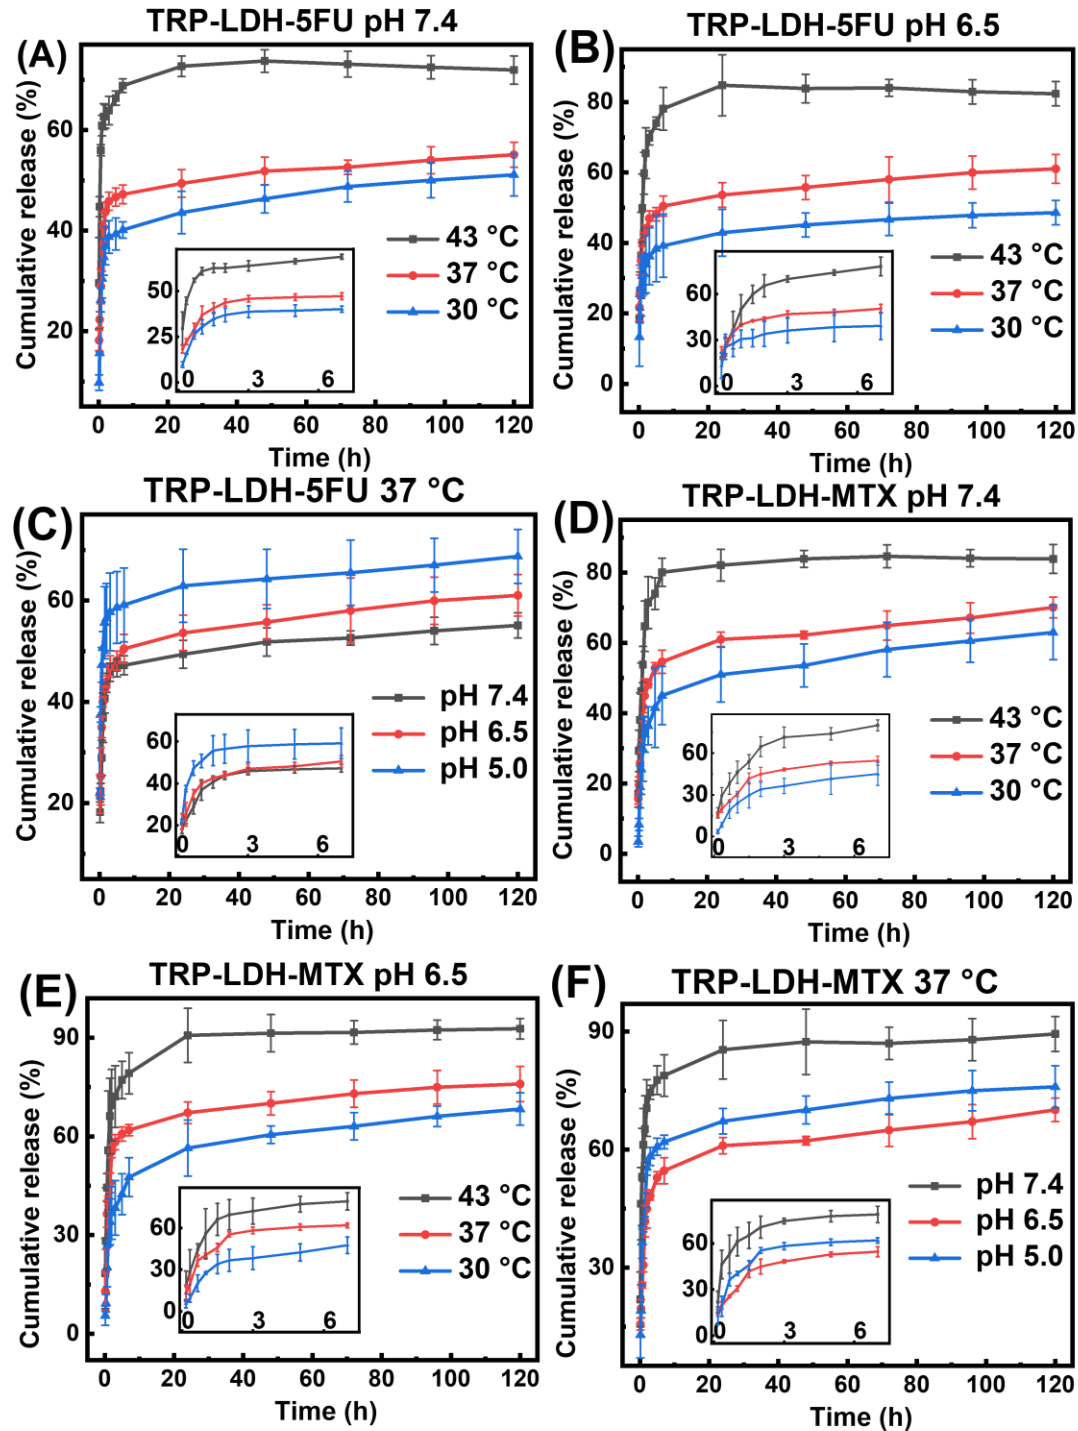 TRP-LDH-5FU pH 7.4
(A)
Cumulative release (%)
60
40
20
0 20 40 60 80 100 120
Time (h)
43 °C
37 °C
30 °C
50
25
0
0 3 6
TRP-LDH-5FU pH 6.5
(B)
Cumulative release (%)
80
60
40
20
0
0 20 40 60 80 100 120
Time (h)
43 °C
37 °C
30 °C
60
30
0
0 3 6
TRP-LDH-5FU 37 °C
(C)
Cumulative release (%)
60
40
20
0 20 40 60 80 100 120
Time (h)
pH 7.4
pH 6.5
pH 5.0
60
40
20
0 3 6
TRP-LDH-MTX pH 7.4
(D)
Cumulative release (%)
80
60
40
20
0
0 20 40 60 80 100 120
Time (h)
43 °C
37 °C
30 °C
60
30
0
0 3 6
TRP-LDH-MTX pH 6.5
(E)
Cumulative release (%)
90
60
30
0
0 20 40 60 80 100 120
Time (h)
43 °C
37 °C
30 °C
60
30
0
0 3 6
TRP-LDH-MTX 37 °C
(F)
Cumulative release (%)
90
60
30
0 20 40 60 80 100 120
Time (h)
pH 7.4
pH 6.5
pH 5.0
60
30
0
0 3 6